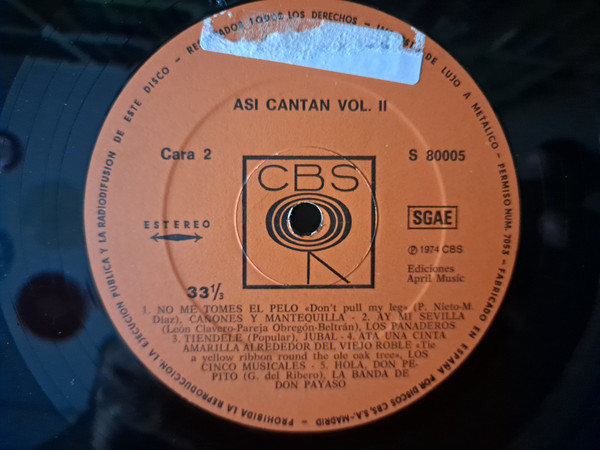 RESERVADOS TODOS LOS DERECHOS
DE LUJO A METALICO - PERMISO NUM. 7053 - FABRICADO EN ESPAÑA POR DISCOS CBS, S.A.-MADRID - PROHIBIDA LA REPRODUCCION, LA EJECUCION PUBLICA Y LA RADIODIFUSION DE ESTE DISCO
ASI CANTAN VOL. II
Cara 2
S 80005
CBS
ESTEREO
SGAE
℗ 1974 CBS
Ediciones
April Music
33⅓
1. NO ME TOMES EL PELO «Don't pull my leg» (P. Nieto-M.
Díaz), CAÑONES Y MANTEQUILLA - 2. AY MI SEVILLA
(León Clavero-Pareja Obregón-Beltrán), LOS PANADEROS
3. TIENDELE (Popular), JUBAL - 4. ATA UNA CINTA
AMARILLA ALREDEDOR DEL VIEJO ROBLE «Tie
a yellow ribbon round the ole oak tree», LOS
CINCO MUSICALES - 5. HOLA, DON PE-
PITO (G. del Ribero), LA BANDA DE
DON PAYASO